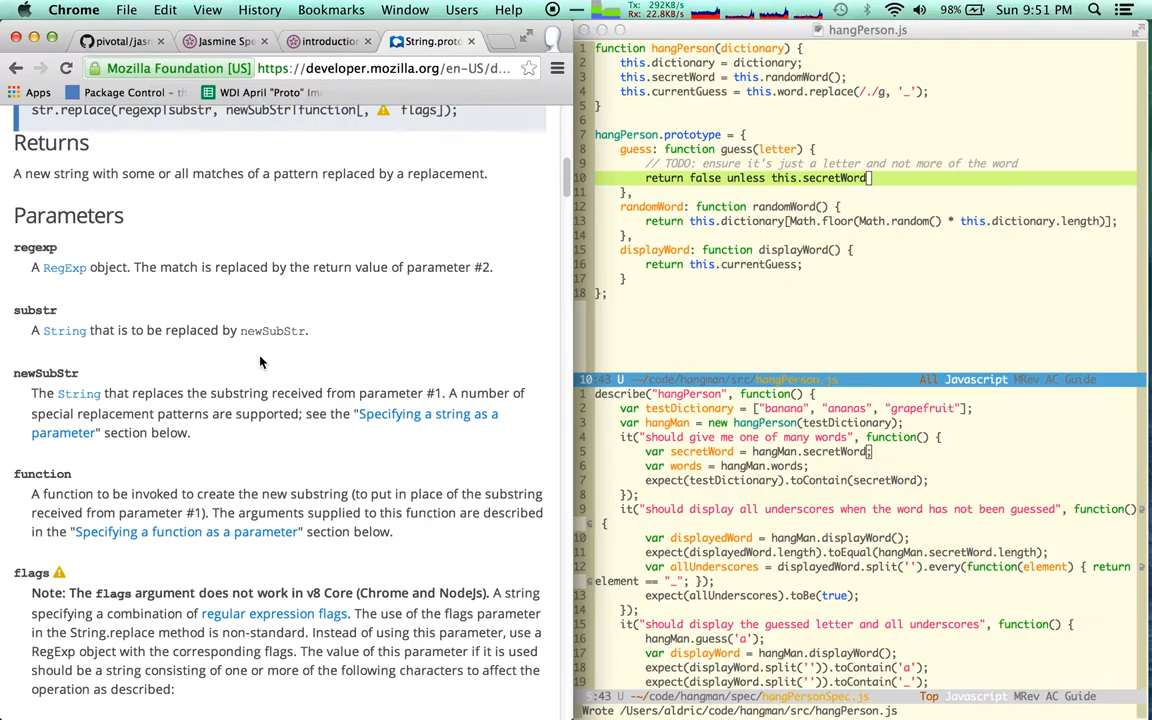 Chrome File Edit View History Bookmarks Window Users Help Tx: 292KB/s Rx: 22.8KB/s 98% Sun 9:51 PM
pivotal/jas Jasmine Spe introduction String.proto
Mozilla Foundation [US] https://developer.mozilla.org/en-US/d...
Apps Package Control - th WDI April "Proto" Inf
str.replace(regexp|substr, newSubStr|function[, flags]);
Returns
A new string with some or all matches of a pattern replaced by a replacement.
Parameters
regexp
A RegExp object. The match is replaced by the return value of parameter #2.
substr
A String that is to be replaced by newSubStr.
newSubStr
The String that replaces the substring received from parameter #1. A number of
special replacement patterns are supported; see the "Specifying a string as a
parameter" section below.
function
A function to be invoked to create the new substring (to put in place of the substring
received from parameter #1). The arguments supplied to this function are described
in the "Specifying a function as a parameter" section below.
flags
Note: The flags argument does not work in v8 Core (Chrome and NodeJs). A string
specifying a combination of regular expression flags. The use of the flags parameter
in the String.replace method is non-standard. Instead of using this parameter, use a
RegExp object with the corresponding flags. The value of this parameter if it is used
should be a string consisting of one or more of the following characters to affect the
operation as described:
hangPerson.js
1 function hangPerson(dictionary) {
2 this.dictionary = dictionary;
3 this.secretWord = this.randomWord();
4 this.currentGuess = this.word.replace(/./g, '_');
5 }
6
7 hangPerson.prototype = {
8 guess: function guess(letter) {
9 // TODO: ensure it's just a letter and not more of the word
10 return false unless this.secretWord
11 },
12 randomWord: function randomWord() {
13 return this.dictionary[Math.floor(Math.random() * this.dictionary.length)];
14 },
15 displayWord: function displayWord() {
16 return this.currentGuess;
17 }
18 };
10:43 U -~/code/hangman/src/hangPerson.js All Javascript MRev AC Guide
1 describe("hangPerson", function() {
2 var testDictionary = ["banana", "ananas", "grapefruit"];
3 var hangMan = new hangPerson(testDictionary);
4 it("should give me one of many words", function() {
5 var secretWord = hangMan.secretWord;
6 var words = hangMan.words;
7 expect(testDictionary).toContain(secretWord);
8 });
9 it("should display all underscores when the word has not been guessed", function()
{
10 var displayedWord = hangMan.displayWord();
11 expect(displayedWord.length).toEqual(hangMan.secretWord.length);
12 var allUnderscores = displayedWord.split('').every(function(element) { return
element == "_"; });
13 expect(allUnderscores).toBe(true);
14 });
15 it("should display the guessed letter and all underscores", function() {
16 hangMan.guess('a');
17 var displayWord = hangMan.displayWord();
18 expect(displayWord.split('')).toContain('a');
19 expect(displayWord.split('')).toContain('_');
5:43 U -~/code/hangman/spec/hangPersonSpec.js Top Javascript MRev AC Guide
Wrote /Users/aldric/code/hangman/src/hangPerson.js